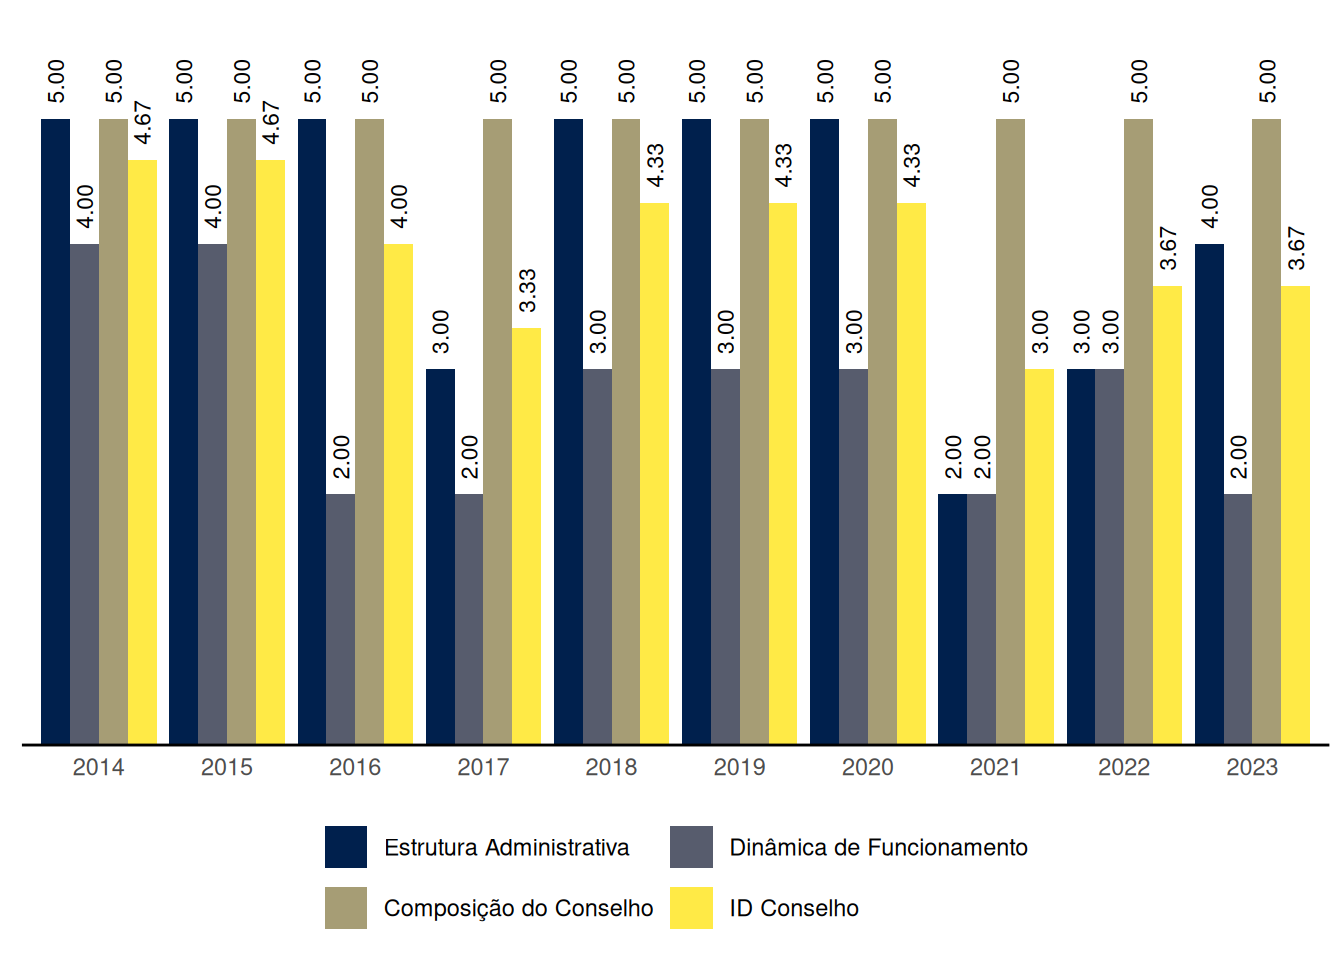 5.00 4.00 5.00 4.67 5.00 4.00 5.00 4.67 5.00 2.00 5.00 4.00 3.00 2.00 5.00 3.33 5.00 3.00 5.00 4.33 5.00 3.00 5.00 4.33 5.00 3.00 5.00 4.33 2.00 2.00 5.00 3.00 3.00 3.00 5.00 3.67 4.00 2.00 5.00 3.67
2014 2015 2016 2017 2018 2019 2020 2021 2022 2023
Estrutura Administrativa Dinâmica de Funcionamento
Composição do Conselho ID Conselho